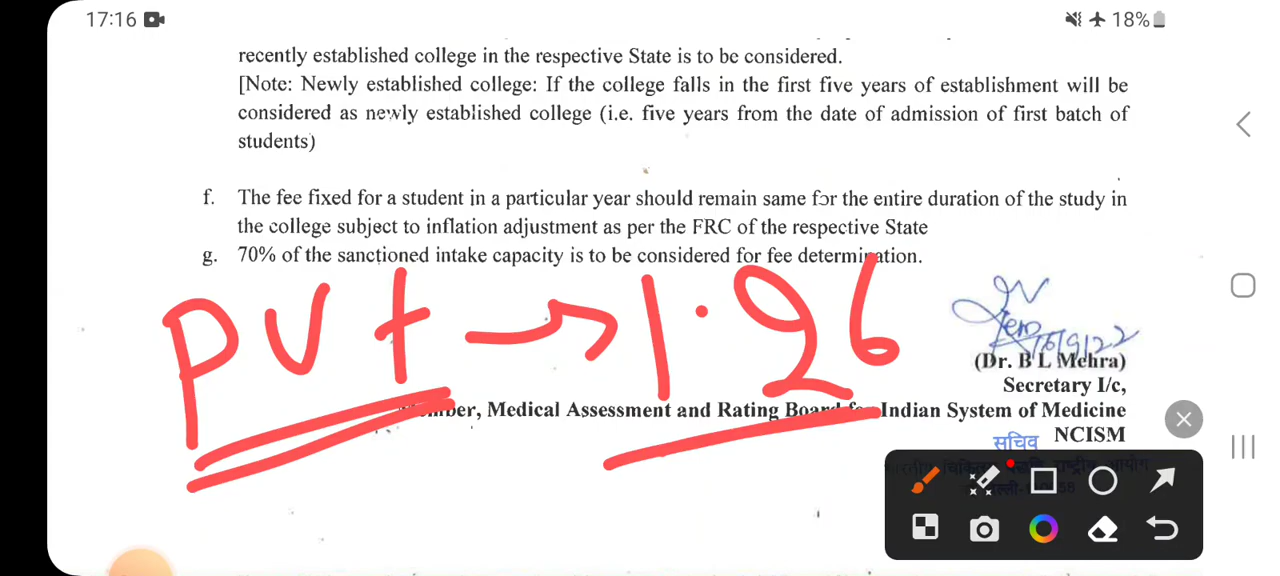 17:16
18%
recently established college in the respective State is to be considered.
[Note: Newly established college: If the college falls in the first five years of establishment will be
considered as newly established college (i.e. five years from the date of admission of first batch of
students)
f. The fee fixed for a student in a particular year should remain same for the entire duration of the study in
the college subject to inflation adjustment as per the FRC of the respective State
g. 70% of the sanctioned intake capacity is to be considered for fee determination.
pvt → 1.26
16/9/22
(Dr. B L Mehra)
Secretary I/c,
Member, Medical Assessment and Rating Board for Indian System of Medicine
NCISM
सचिव